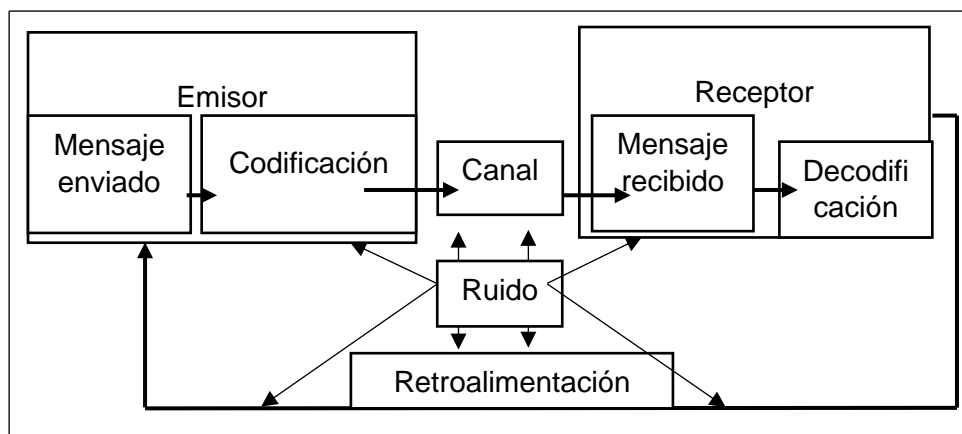 Emisor
Mensaje
enviado
Codificación
Canal
Receptor
Mensaje
recibido
Decodifi
cación
Ruido
Retroalimentación